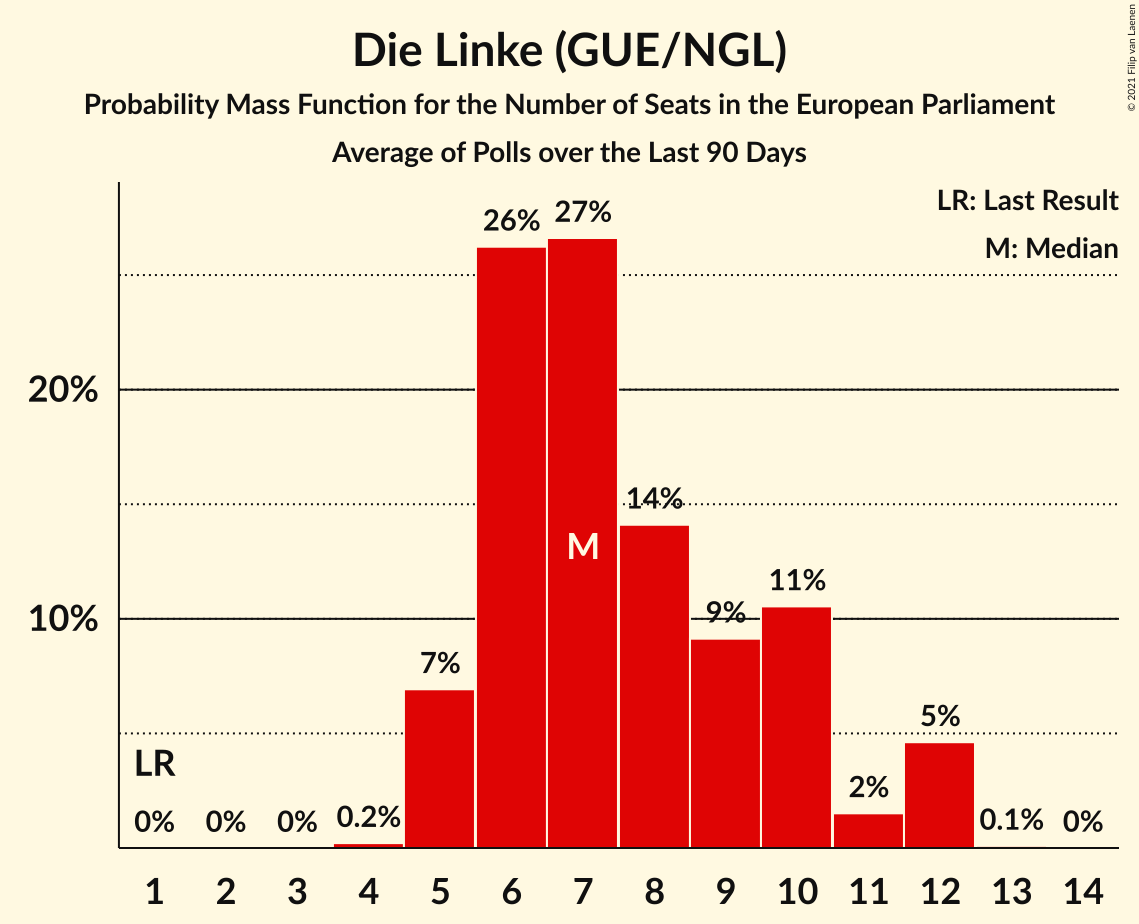 Die Linke (GUE/NGL)
Probability Mass Function for the Number of Seats in the European Parliament
Average of Polls over the Last 90 Days
© 2021 Filip van Laenen
LR: Last Result
M: Median
26% 27%
20%
14%
M
11%
10%
9%
7%
5%
LR
2%
0% 0% 0% 0.2% 0.1% 0%
1 2 3 4 5 6 7 8 9 10 11 12 13 14